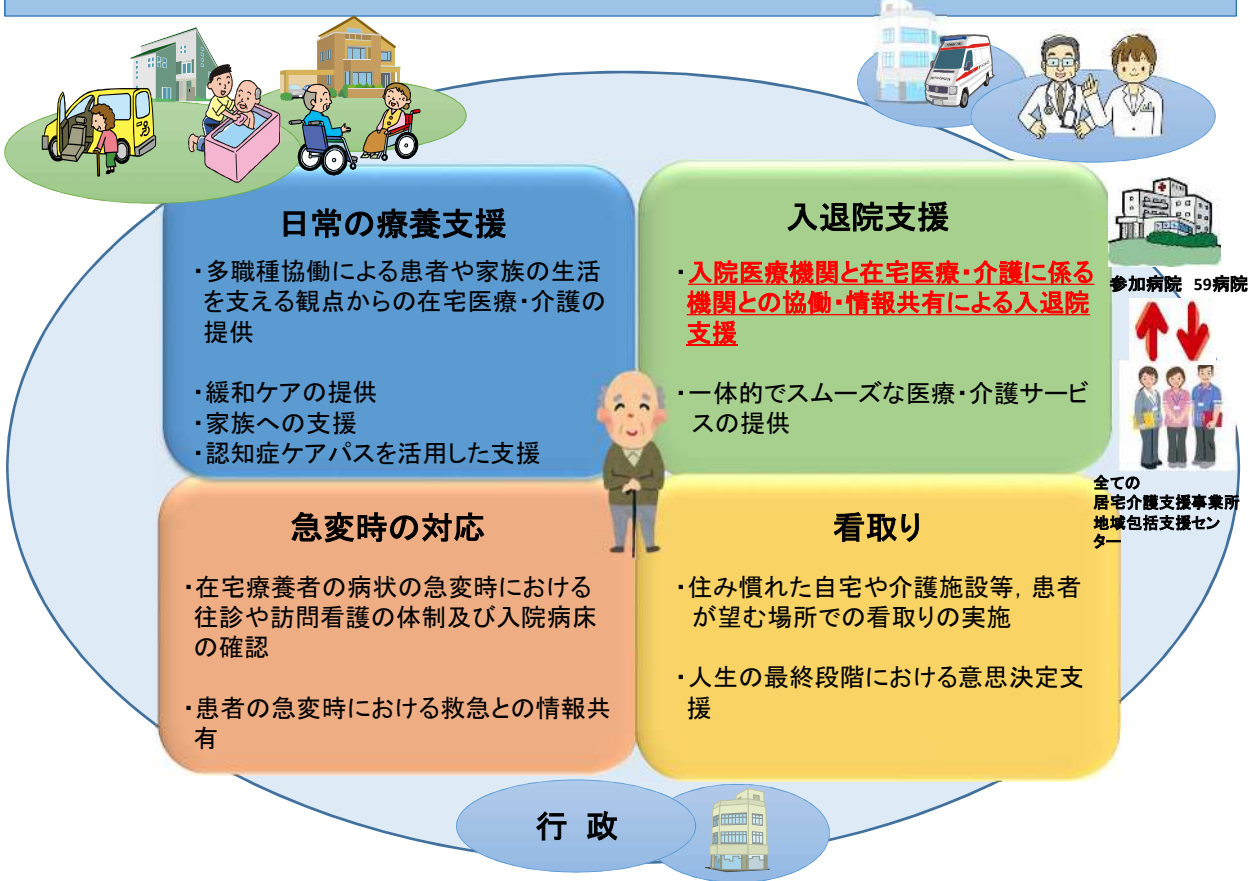 日常の療養支援
・多職種協働による患者や家族の生活
を支える観点からの在宅医療・介護の
提供
・緩和ケアの提供
・家族への支援
・認知症ケアパスを活用した支援
入退院支援
・入院医療機関と在宅医療・介護に係る
機関との協働・情報共有による入退院
支援
・一体的でスムーズな医療・介護サービ
スの提供
参加病院 59病院
全ての
居宅介護支援事業所
地域包括支援セン
ター
急変時の対応
・在宅療養者の病状の急変時における
往診や訪問看護の体制及び入院病床
の確認
・患者の急変時における救急との情報共
有
看取り
・住み慣れた自宅や介護施設等，患者
が望む場所での看取りの実施
・人生の最終段階における意思決定支
援
行 政